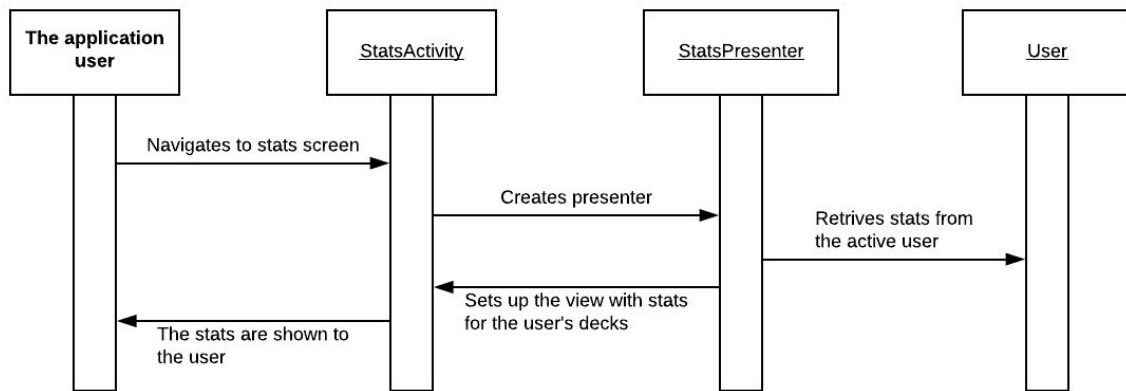 The application
user
StatsActivity
StatsPresenter
User
Navigates to stats screen
Creates presenter
Retrives stats from
the active user
Sets up the view with stats
for the user's decks
The stats are shown to
the user